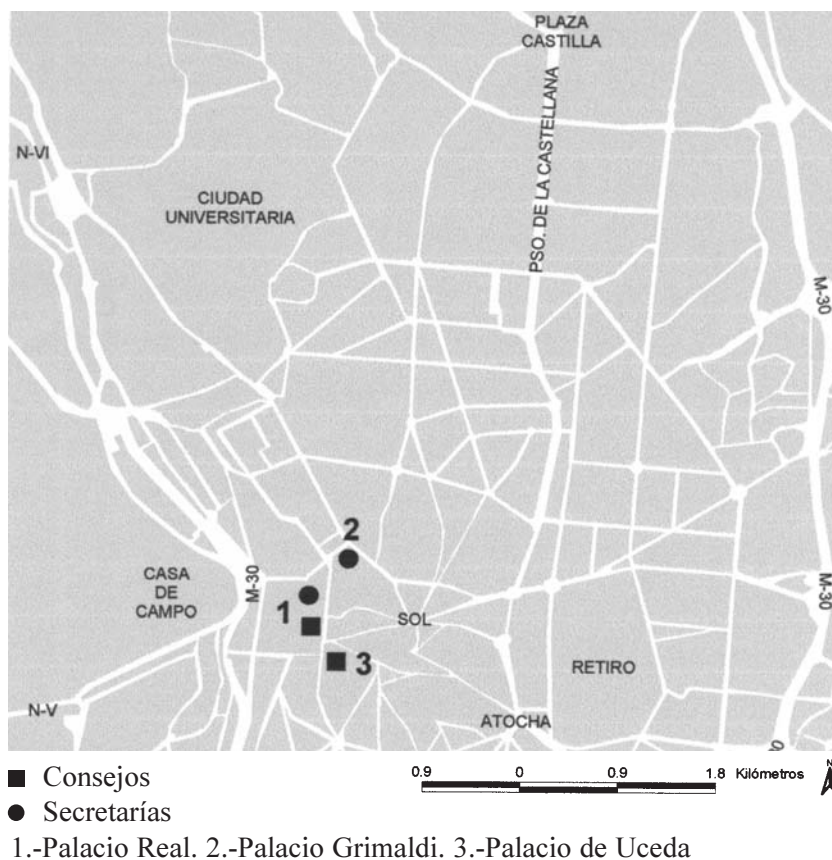 PLAZA
CASTILLA
PSO. DE LA CASTELLANA
N-VI
CIUDAD
UNIVERSITARIA
M-30
2
CASA
DE
CAMPO
M-30
M-30
1
SOL
3
RETIRO
N-V
ATOCHA
Consejos
0.9 0 0.9 1.8 Kilómetros
N
Secretarías
1.-Palacio Real. 2.-Palacio Grimaldi. 3.-Palacio de Uceda